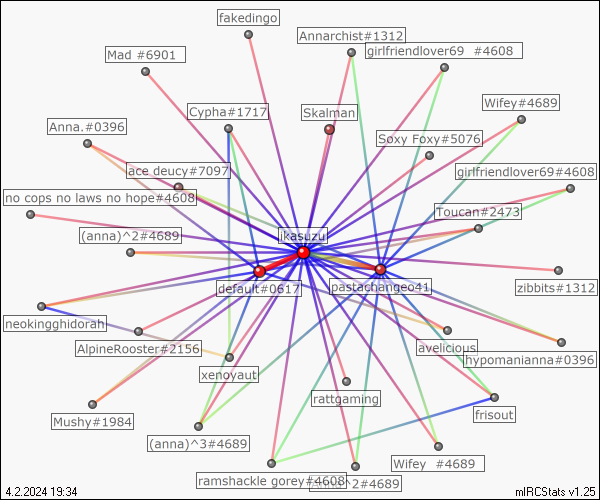 fakedingo
Annarchist#1312
girlfriendlover69 #4608
Mad #6901
Wifey#4689
Cypha#1717
Skalman
Anna.#0396
Soxy Foxy#5076
ace deucy#7097
girlfriendlover69#4608
no cops no laws no hope#4608
Toucan#2473
(anna)^2#4689
ikasuzu
default#0617
pastachangeo41
zibbits#1312
neokingghidorah
AlpineRooster#2156
avelicious
hypomanianna#0396
xenoyaut
rattgaming
Mushy#1984
frisout
(anna)^3#4689
Wifey #4689
ramshackle gorey#4608
^2#4689
4.2.2024 19:34
mIRCStats v1.25